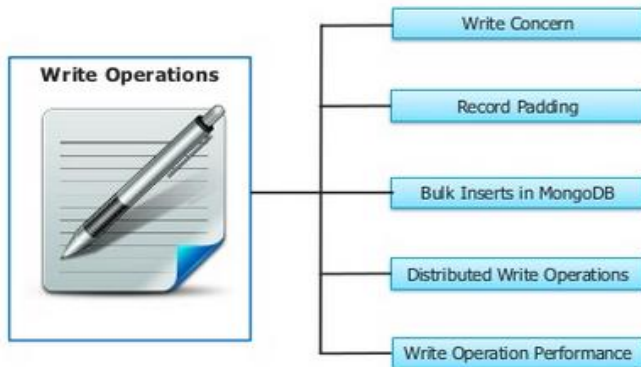 Write Operations
Write Concern
Record Padding
Bulk Inserts in MongoDB
Distributed Write Operations
Write Operation Performance